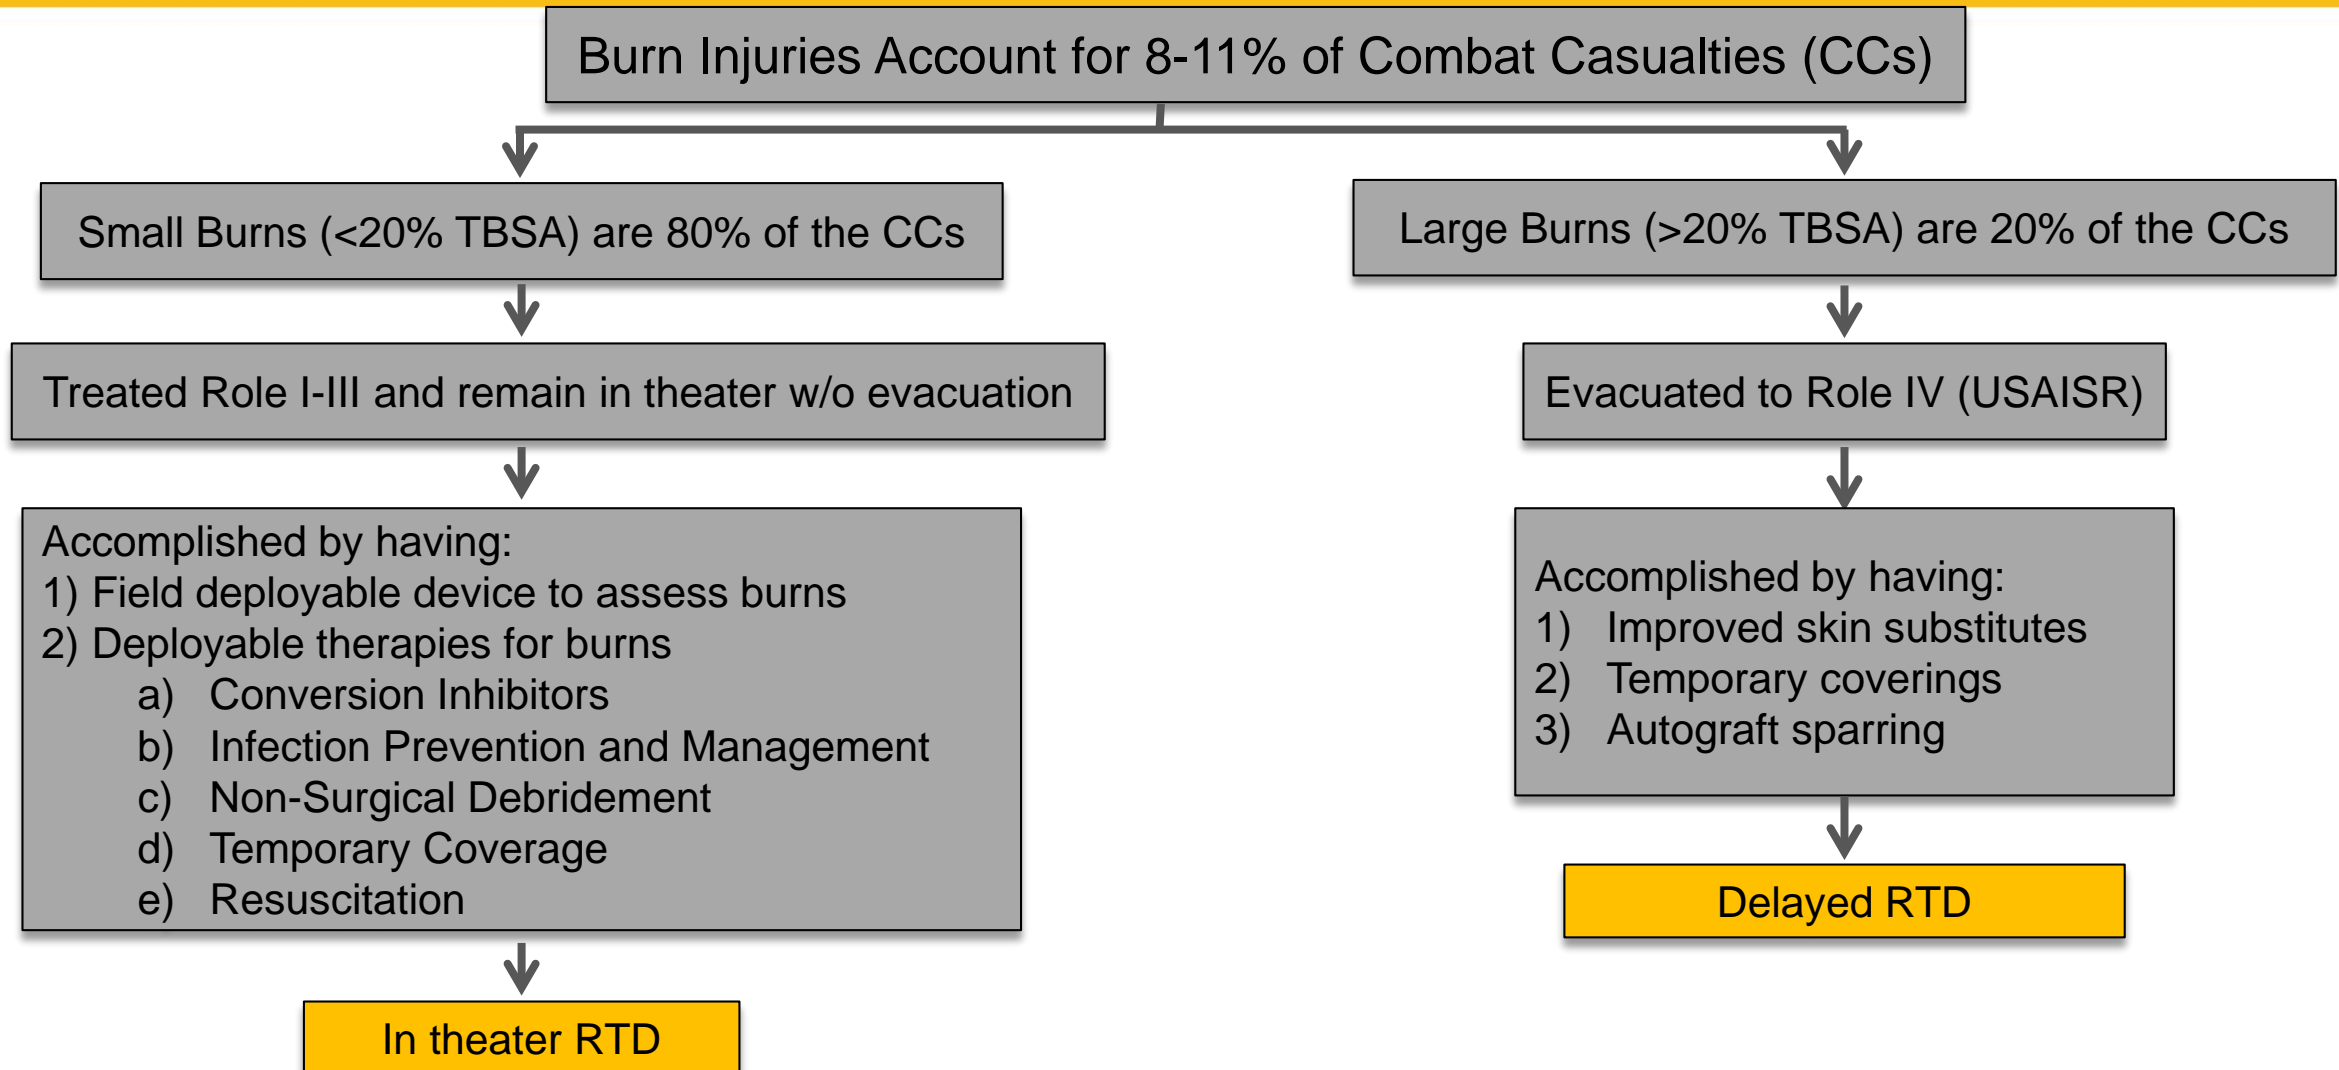 Burn Injuries Account for 8-11% of Combat Casualties (CCs)
Small Burns (<20% TBSA) are 80% of the CCs
Treated Role I-III and remain in theater w/o evacuation
Accomplished by having:
1) Field deployable device to assess burns
2) Deployable therapies for burns
a) Conversion Inhibitors
b) Infection Prevention and Management
c) Non-Surgical Debridement
d) Temporary Coverage
e) Resuscitation
In theater RTD
Large Burns (>20% TBSA) are 20% of the CCs
Evacuated to Role IV (USAISR)
Accomplished by having:
1) Improved skin substitutes
2) Temporary coverings
3) Autograft sparring
Delayed RTD